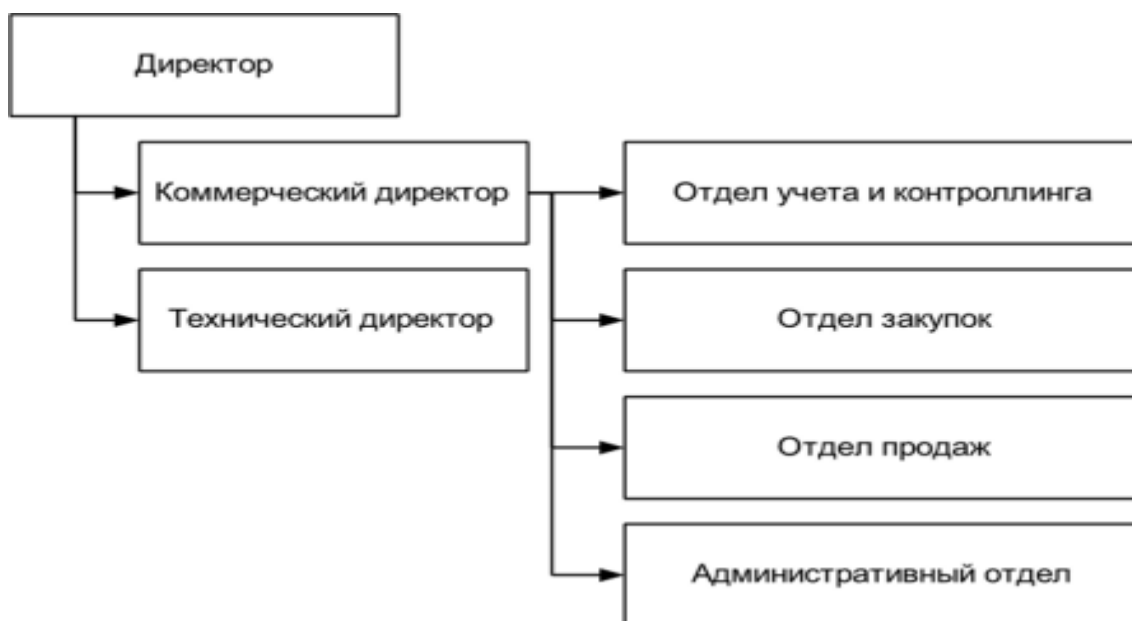 Директор
Коммерческий директор
Отдел учета и контроллинга
Технический директор
Отдел закупок
Отдел продаж
Административный отдел